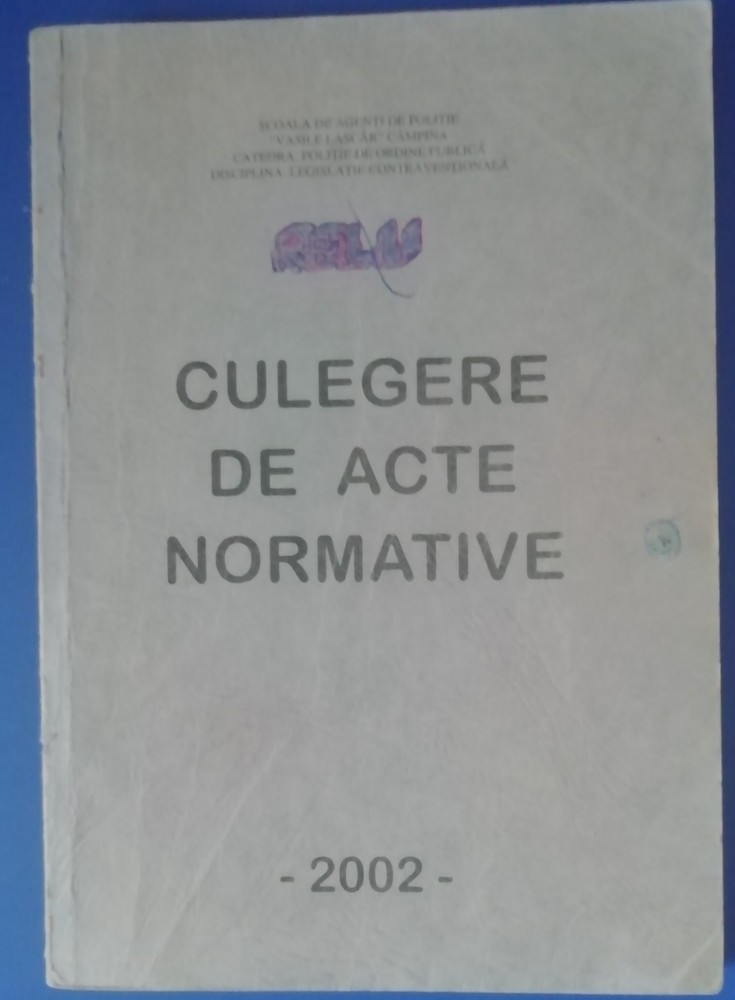 ȘCOALA DE AGENȚI DE POLIȚIE
"VASILE LASCĂR" CÂMPINA
CATEDRA POLIȚIE DE ORDINE PUBLICĂ
DISCIPLINA LEGISLAȚIE CONTRAVENȚIONALĂ
RELU
CULEGERE
DE ACTE
NORMATIVE
- 2002 -